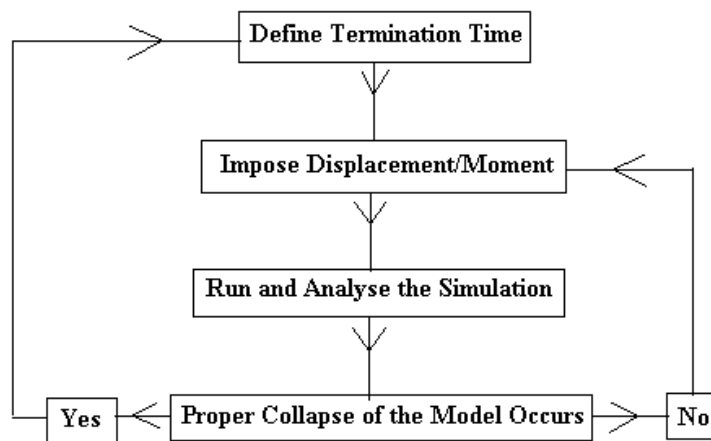 Define Termination Time
Impose Displacement/Moment
Run and Analyse the Simulation
Yes
Proper Collapse of the Model Occurs
No